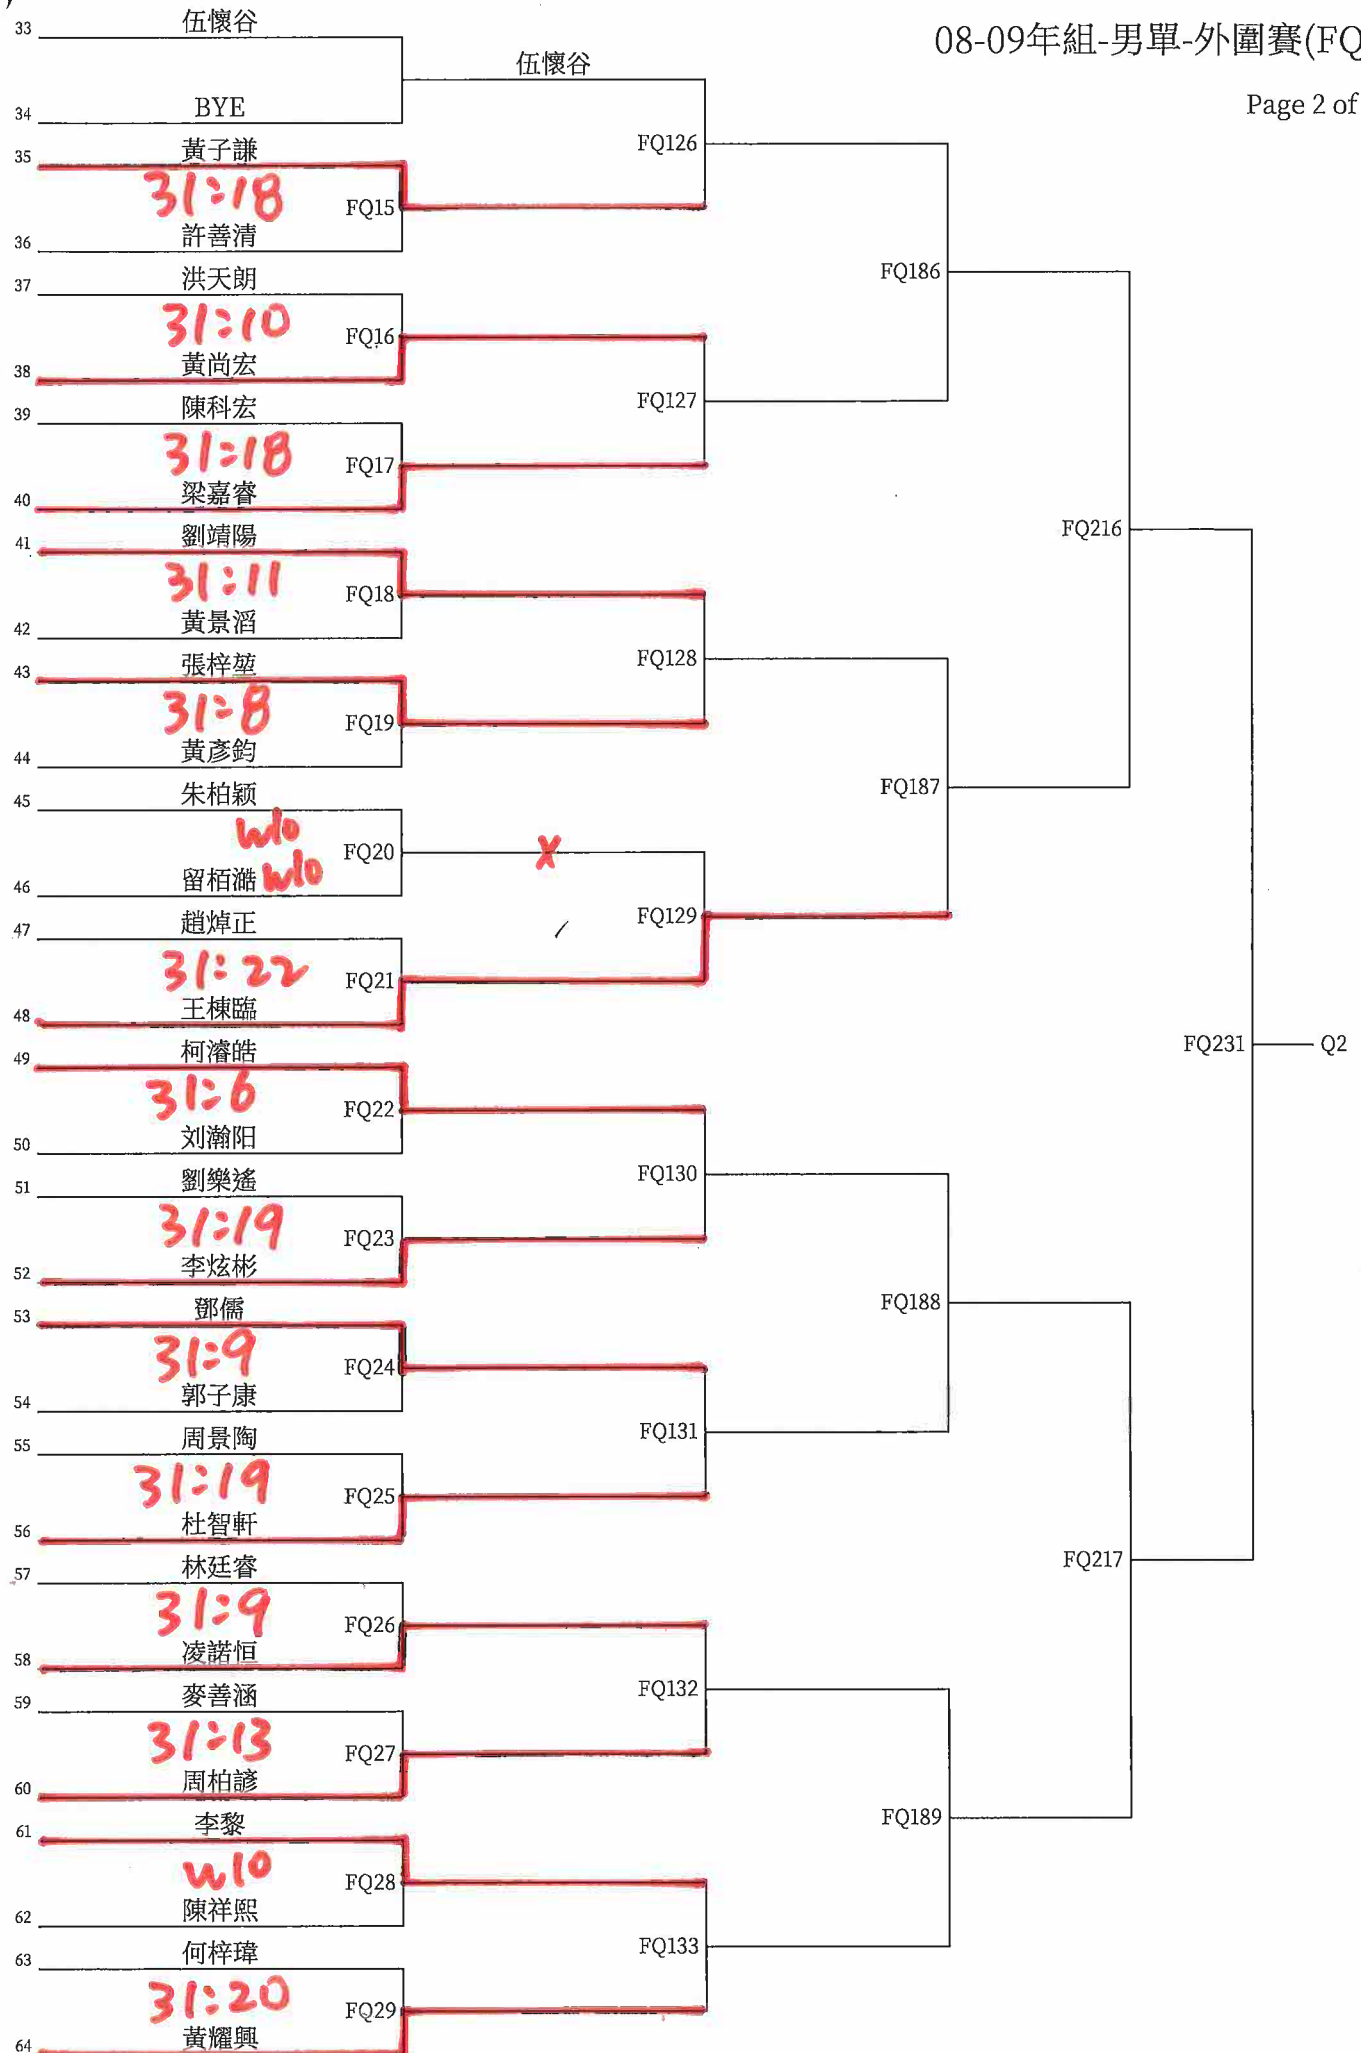 08-09年組-男單-外圍賽(FQ
Page 2 of
33 伍懷谷
伍懷谷
34 BYE
FQ126
35 黃子謙
31:18 FQ15
36 許善清
FQ186
37 洪天朗
31:10 FQ16
38 黃尚宏
FQ127
39 陳科宏
31:18 FQ17
40 梁嘉睿
FQ216
41 劉靖陽
31:11 FQ18
42 黃景滔
FQ128
43 張梓堃
31:8 FQ19
44 黃彥鈞
FQ187
45 朱柏颖
w/o
FQ20 X
46 留栢澔 w/o
FQ129
47 趙焯正
31:22 FQ21
48 王棟臨
FQ231 Q2
49 柯濬皓
31:6 FQ22
50 刘瀚阳
FQ130
51 劉樂遙
31:19 FQ23
52 李炫彬
FQ188
53 鄧儒
31:9 FQ24
54 郭子康
FQ131
55 周景陶
31:19 FQ25
56 杜智軒
FQ217
57 林廷睿
31:9 FQ26
58 凌諾恒
FQ132
59 麥善涵
31:13 FQ27
60 周柏諺
FQ189
61 李黎
w/o FQ28
62 陳祥熙
FQ133
63 何梓瑋
31:20 FQ29
64 黃耀興